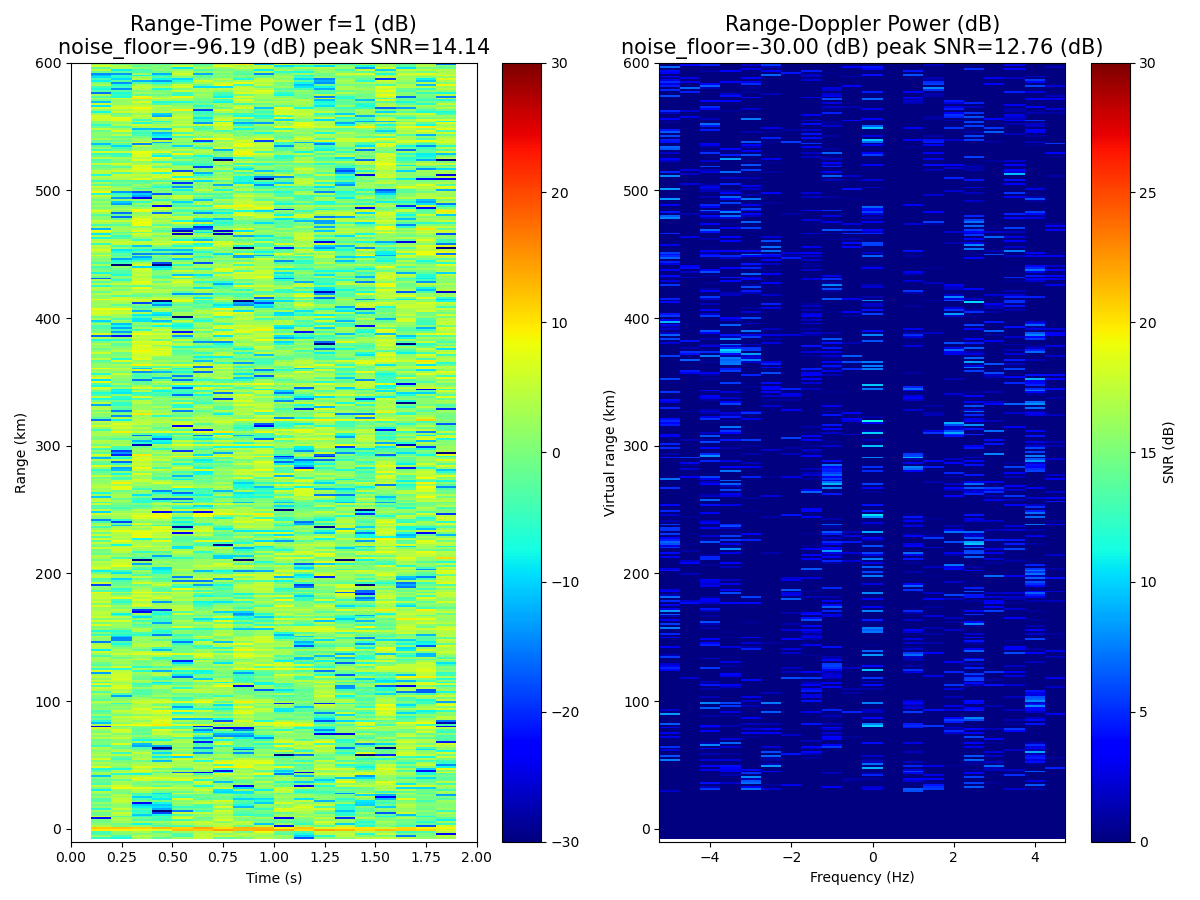 Range-Time Power f=1 (dB)
noise_floor=-96.19 (dB) peak SNR=14.14
Range-Doppler Power (dB)
noise_floor=-30.00 (dB) peak SNR=12.76 (dB)
600
500
400
300
200
100
0
Range (km)
0.00 0.25 0.50 0.75 1.00 1.25 1.50 1.75 2.00
Time (s)
30
20
10
0
−10
−20
−30
600
500
400
300
200
100
0
Virtual range (km)
−4 −2 0 2 4
Frequency (Hz)
30
25
20
15
10
5
0
SNR (dB)